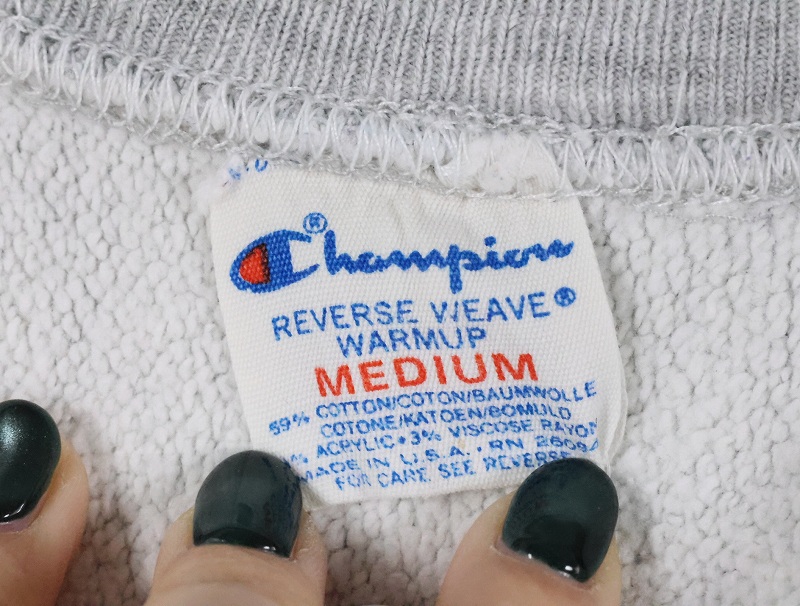 Champion®
REVERSE WEAVE®
WARMUP
MEDIUM
COTTON/COTON/BAUMWOLLE
COTONE/KATOEN/BOMULD
ACRYLIC • 3% VISCOSE RAYON
MADE IN U.S.A. • RN 26094
FOR CARE, SEE REVERSE